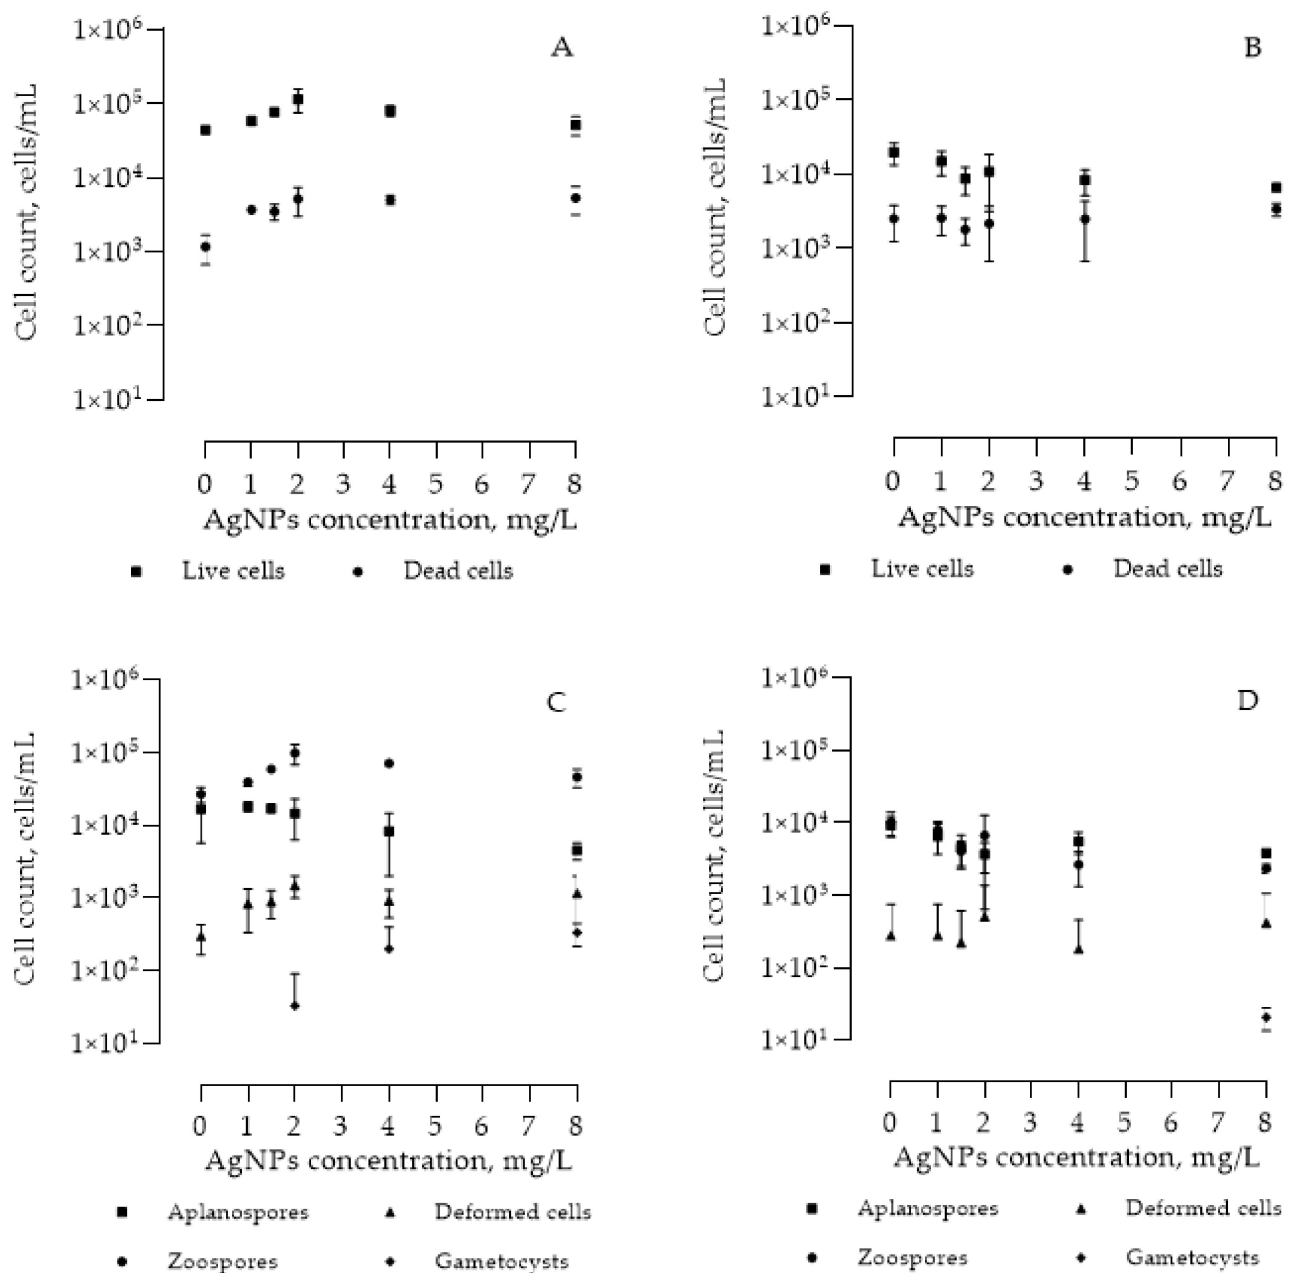 A
1×10⁶
1×10⁵
1×10⁴
1×10³
1×10²
1×10¹
Cell count, cells/mL
0 1 2 3 4 5 6 7 8
AgNPs concentration, mg/L
Live cells Dead cells
B
1×10⁶
1×10⁵
1×10⁴
1×10³
1×10²
1×10¹
Cell count, cells/mL
0 1 2 3 4 5 6 7 8
AgNPs concentration, mg/L
Live cells Dead cells
C
1×10⁶
1×10⁵
1×10⁴
1×10³
1×10²
1×10¹
Cell count, cells/mL
0 1 2 3 4 5 6 7 8
AgNPs concentration, mg/L
Aplanospores Deformed cells
Zoospores Gametocysts
D
1×10⁶
1×10⁵
1×10⁴
1×10³
1×10²
1×10¹
Cell count, cells/mL
0 1 2 3 4 5 6 7 8
AgNPs concentration, mg/L
Aplanospores Deformed cells
Zoospores Gametocysts